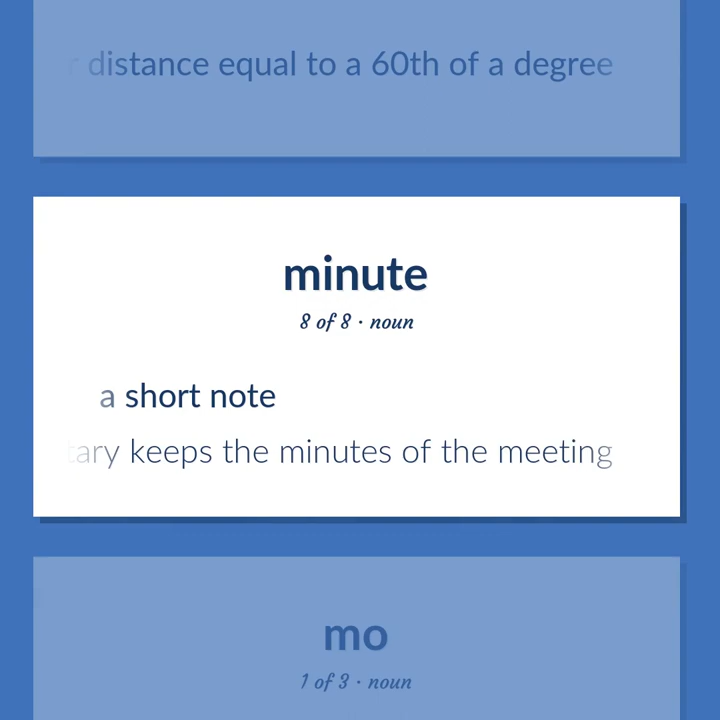 distance equal to a 60th of a degree
minute
8 of 8 · noun
a short note
keeps the minutes of the meeting
mo
1 of 3 · noun